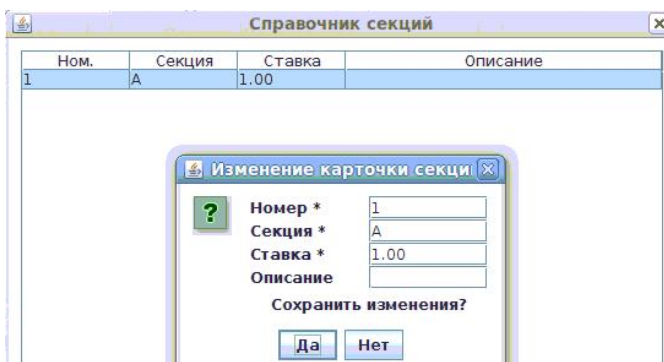 Справочник секций
Ном. Секция Ставка Описание
1 A 1.00
Изменение карточки секци
?
Номер * 1
Секция * A
Ставка * 1.00
Описание
Сохранить изменения?
Да Нет